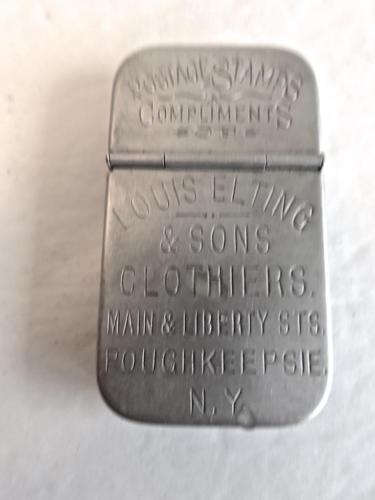 POSTAGE STAMPS
COMPLIMENTS
OF
LOUIS ELTING
& SONS
CLOTHIERS.
MAIN & LIBERTY STS.
POUGHKEEPSIE,
N.Y.